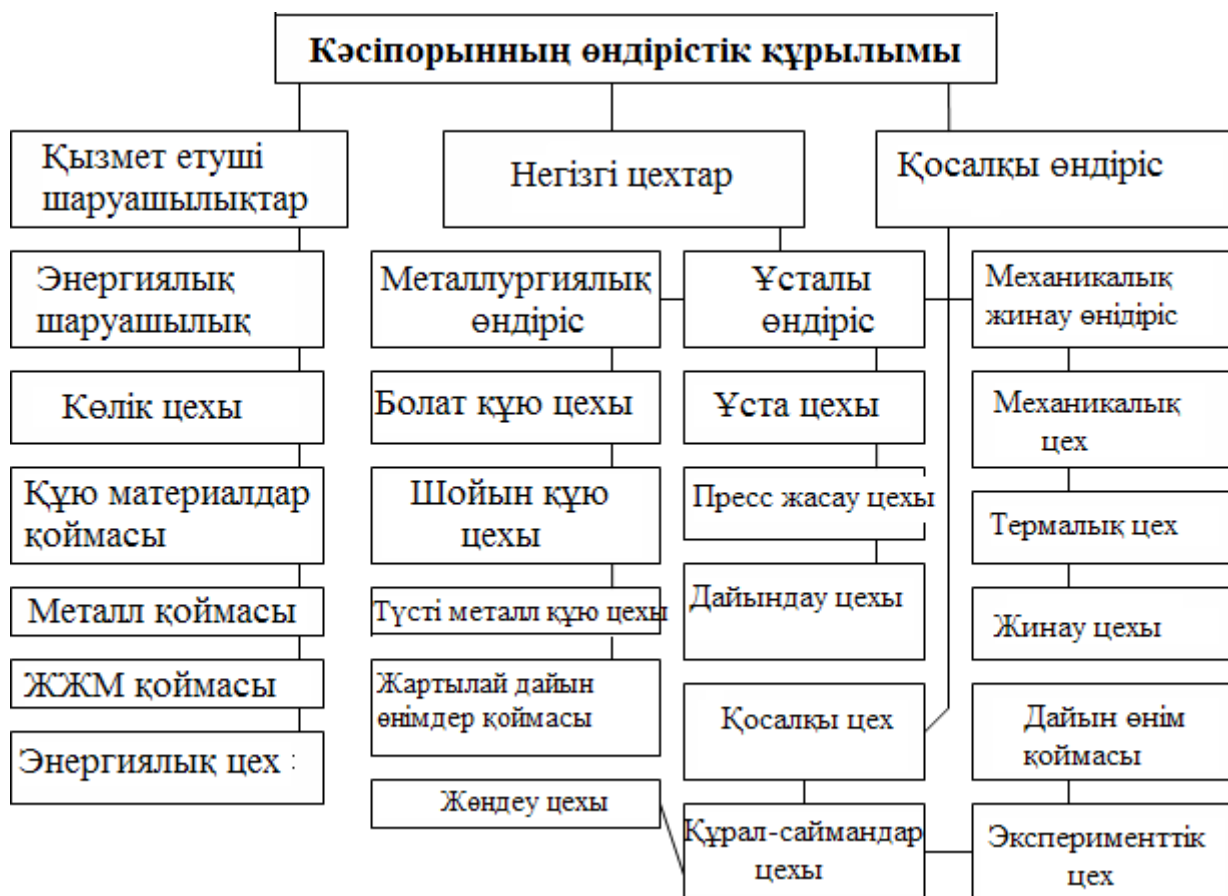 Кәсіпорынның өндірістік құрылымы
Қызмет етуші
шаруашылықтар
Негізгі цехтар
Қосалқы өндіріс
Энергиялық
шаруашылық
Металлургиялық
өндіріс
Ұсталы
өндіріс
Механикалық
жинау өнідіріс
Көлік цехы
Болат құю цехы
Ұста цехы
Механикалық
цех
Құю материалдар
қоймасы
Шойын құю
цехы
Пресс жасау цехы
Термалық цех
Металл қоймасы
Түсті металл құю цехы
Дайындау цехы
Жинау цехы
ЖЖМ қоймасы
Жартылай дайын
өнімдер қоймасы
Қосалқы цех
Дайын өнім
қоймасы
Энергиялық цех :
Жөндеу цехы
Құрал-саймандар
цехы
Эксперименттік
цех